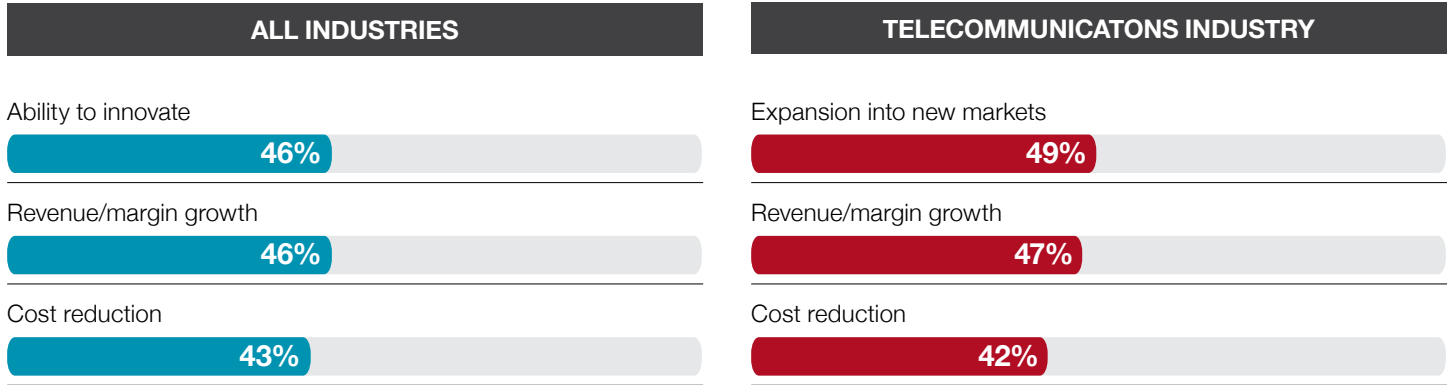 ALL INDUSTRIES
Ability to innovate
46%
Revenue/margin growth
46%
Cost reduction
43%
TELECOMMUNICATONS INDUSTRY
Expansion into new markets
49%
Revenue/margin growth
47%
Cost reduction
42%